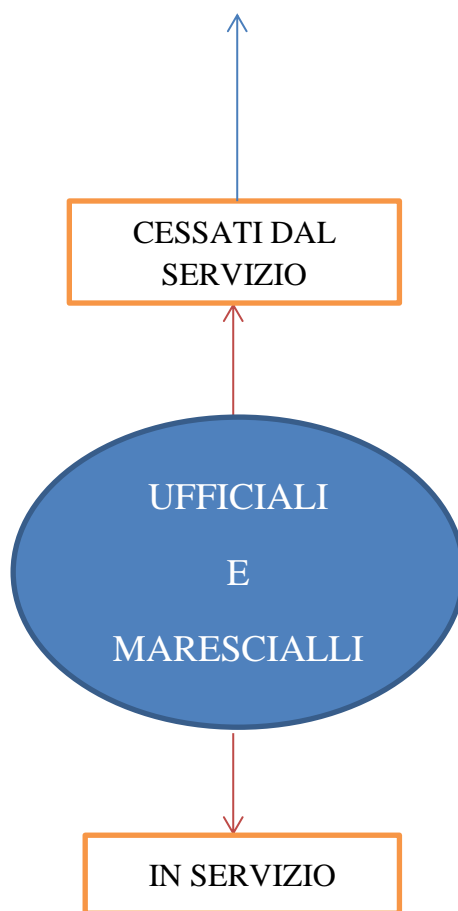 CESSATI DAL
SERVIZIO
UFFICIALI
E
MARESCIALLI
IN SERVIZIO